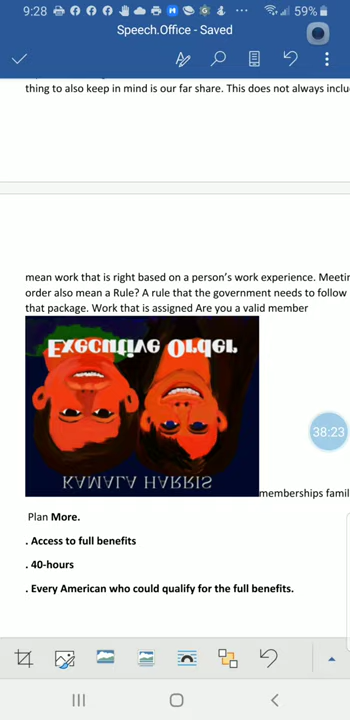 9:28
59%
Speech.Office - Saved
thing to also keep in mind is our far share. This does not always inclu
mean work that is right based on a person's work experience. Meetin
order also mean a Rule? A rule that the government needs to follow
that package. Work that is assigned Are you a valid member
Executive Order
KAMALA HARRIS
38:23
memberships famil
Plan More.
. Access to full benefits
. 40-hours
. Every American who could qualify for the full benefits.